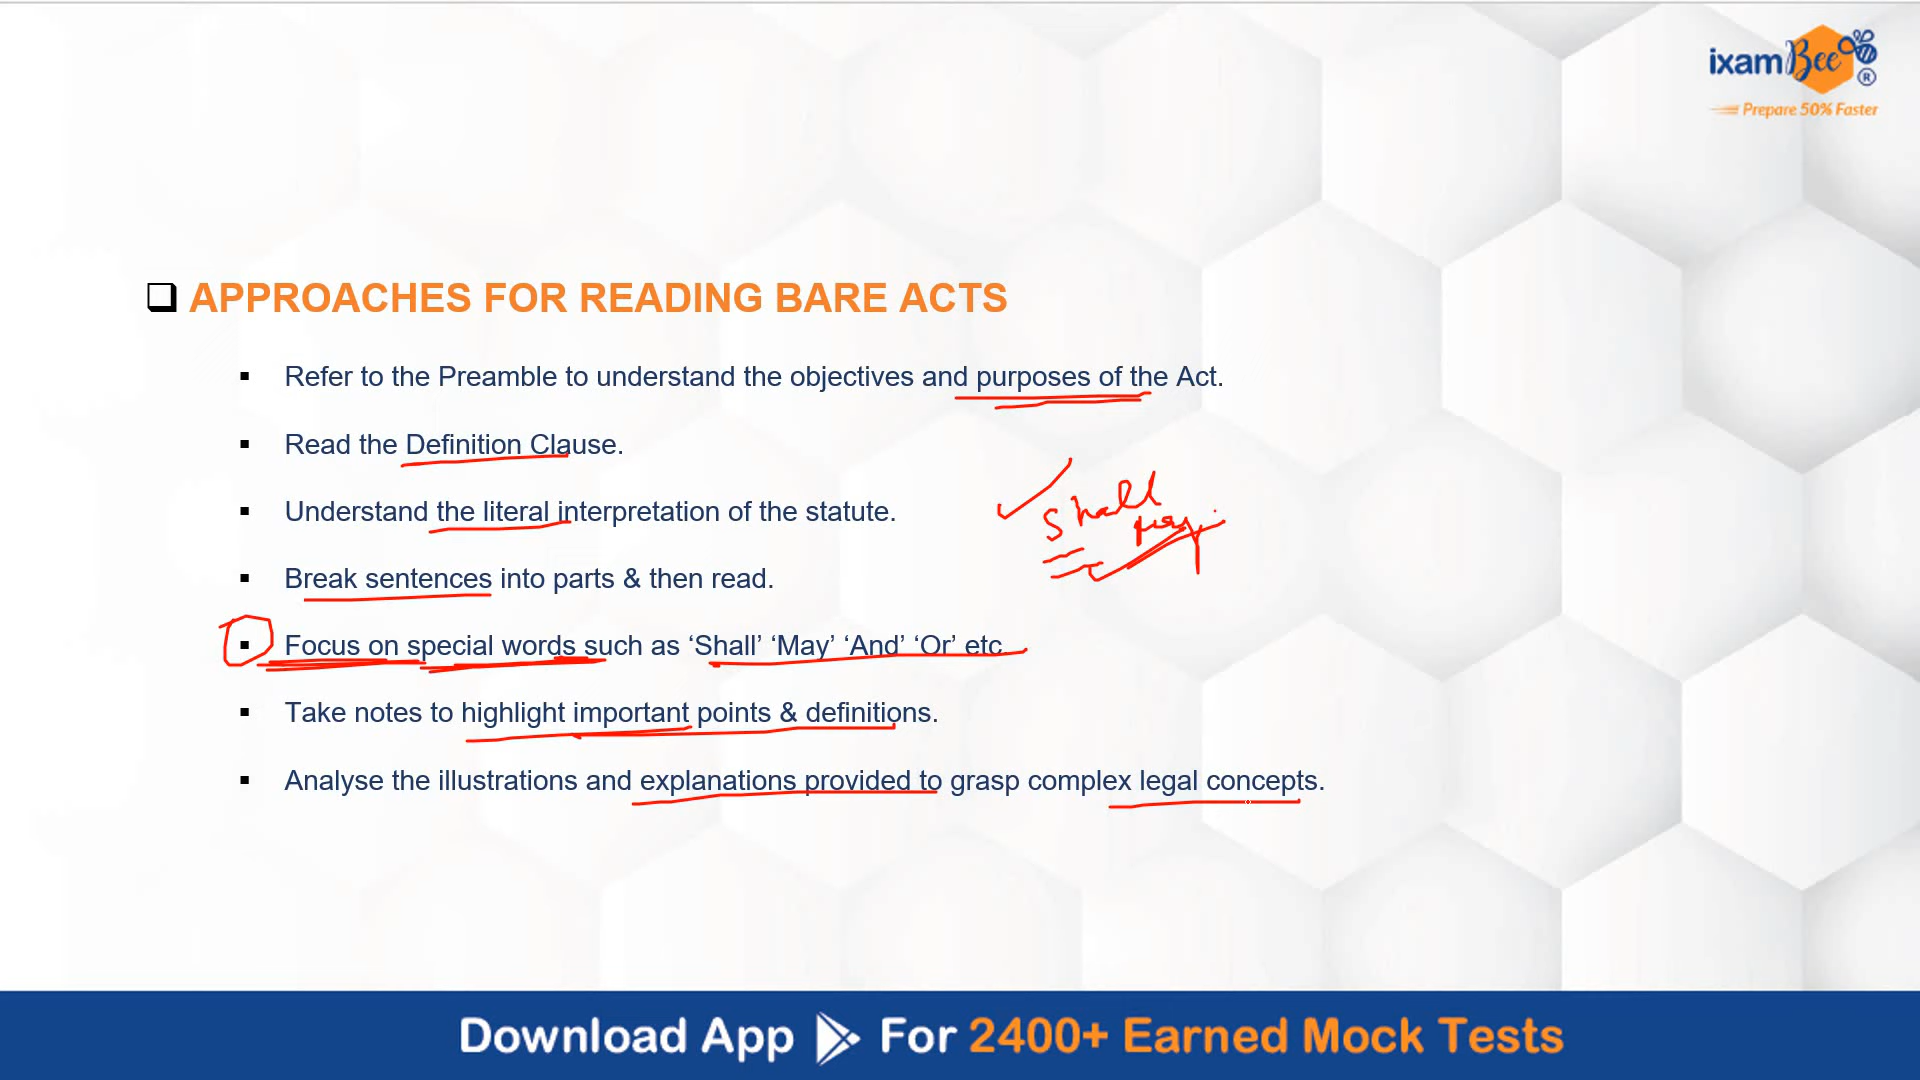 ixamBee®
Prepare 50% Faster
APPROACHES FOR READING BARE ACTS
Refer to the Preamble to understand the objectives and purposes of the Act.
Read the Definition Clause.
Understand the literal interpretation of the statute.
Shall
May
Break sentences into parts & then read.
Focus on special words such as ‘Shall’ ‘May’ ‘And’ ‘Or’ etc.
Take notes to highlight important points & definitions.
Analyse the illustrations and explanations provided to grasp complex legal concepts.
Download App For 2400+ Earned Mock Tests